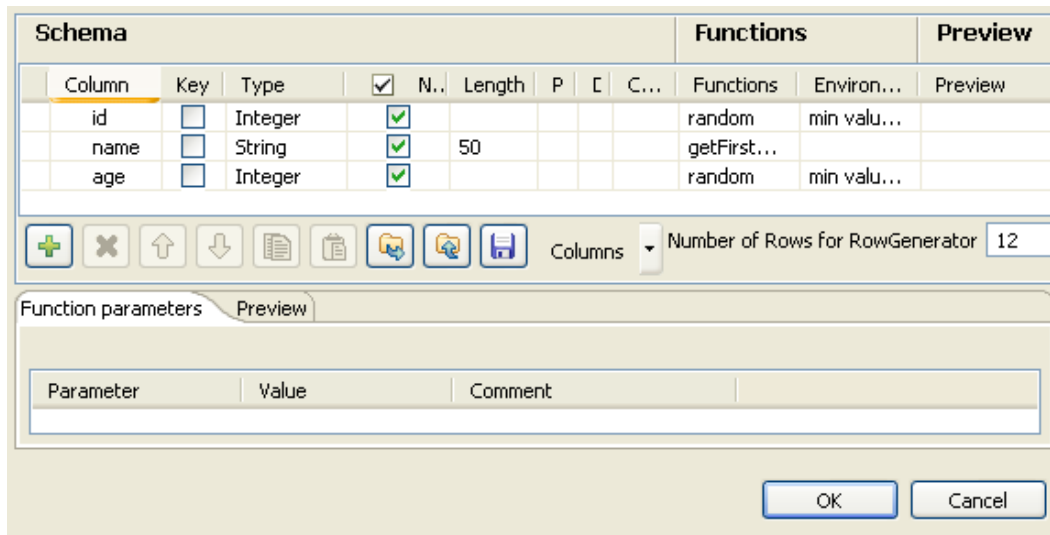 Schema Functions Preview
Column Key Type N.. Length P D C... Functions Environ... Preview
id Integer random min valu...
name String 50 getFirst...
age Integer random min valu...
Columns Number of Rows for RowGenerator 12
Function parameters Preview
Parameter Value Comment
OK Cancel